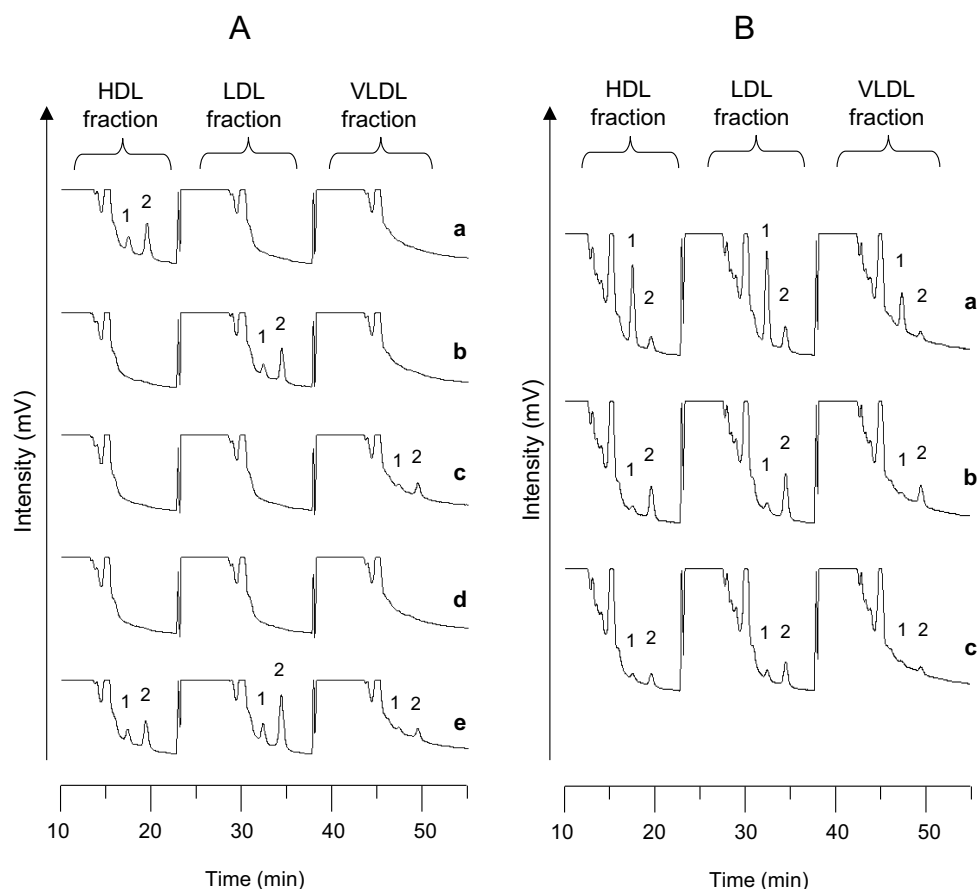 A
HDL fraction LDL fraction VLDL fraction
1 2 a
1 2 b
1 2 c
d
1 2 1 2 1 2 e
Intensity (mV)
10 20 30 40 50
Time (min)
B
HDL fraction LDL fraction VLDL fraction
1 2 1 2 1 2 a
1 2 1 2 1 2 b
1 2 1 2 1 2 c
Intensity (mV)
10 20 30 40 50
Time (min)